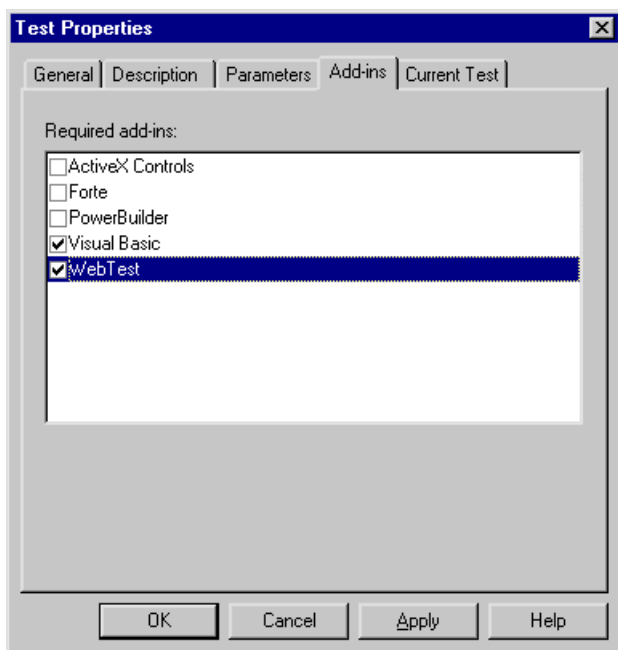 Test Properties
General Description Parameters Add-ins Current Test
Required add-ins:
ActiveX Controls
Forte
PowerBuilder
Visual Basic
WebTest
OK Cancel Apply Help